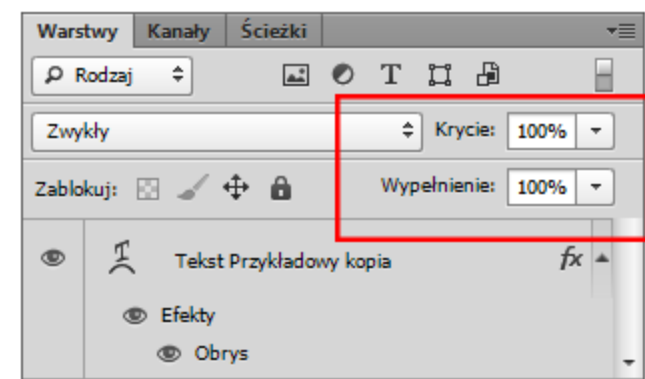 Warstwy Kanały Ścieżki
Rodzaj T
Zwykły Krycie: 100%
Zablokuj: Wypełnienie: 100%
T Tekst Przykładowy kopia fx
Efekty
Obrys